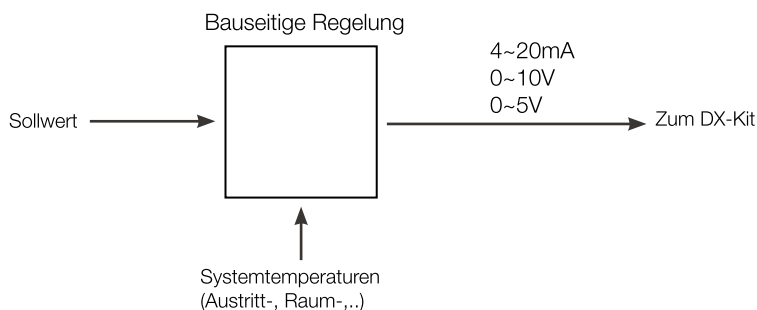 Bauseitige Regelung
4~20mA
0~10V
0~5V
Sollwert
Zum DX-Kit
Systemtemperaturen
(Austritt-, Raum-,..)